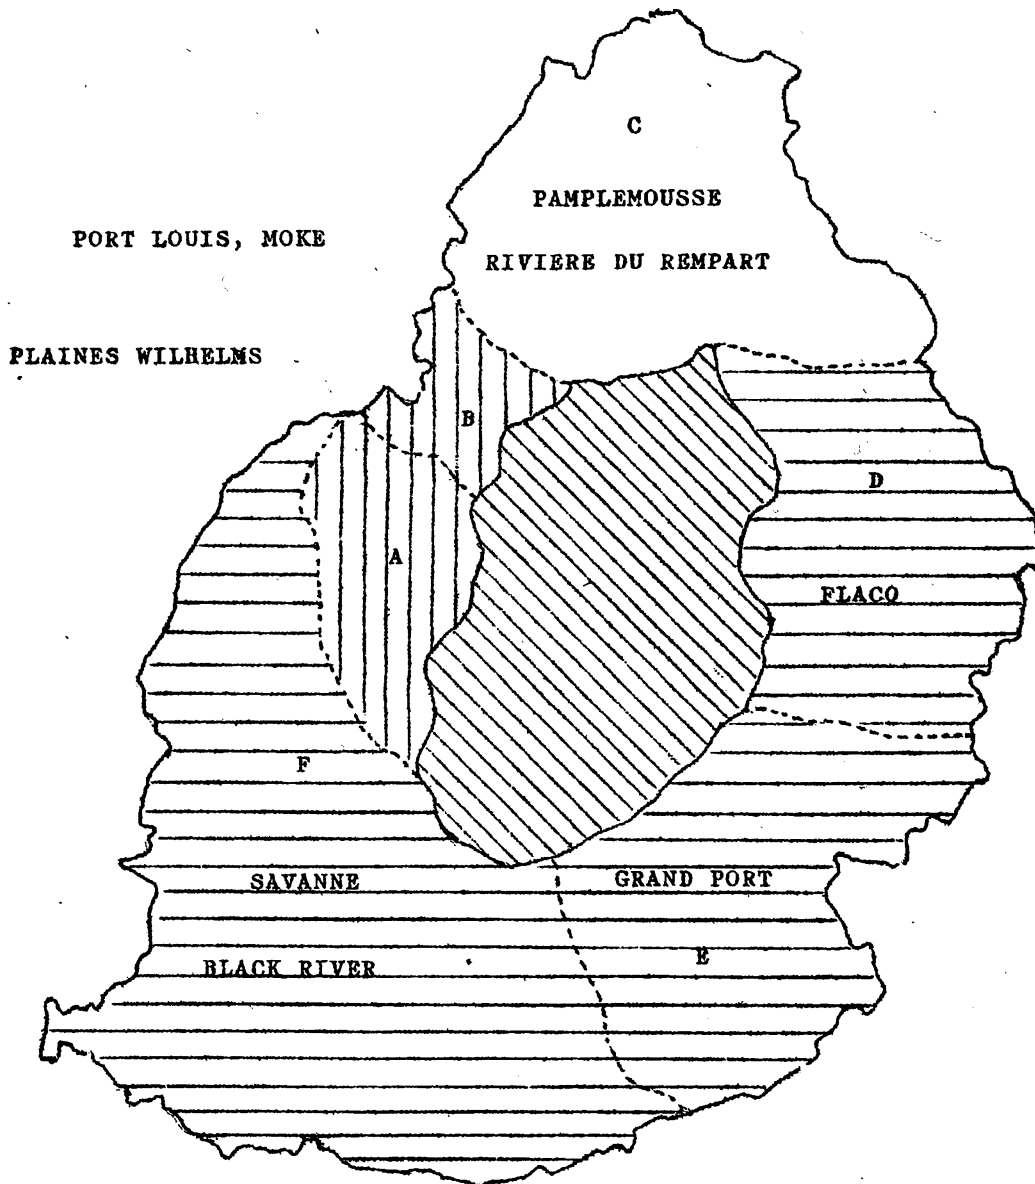 C
PAMPLEMOUSSE
PORT LOUIS, MOKE
RIVIERE DU REMPART
PLAINES WILHELMS
B
D
A
FLACQ
F
SAVANNE
GRAND PORT
E
BLACK RIVER